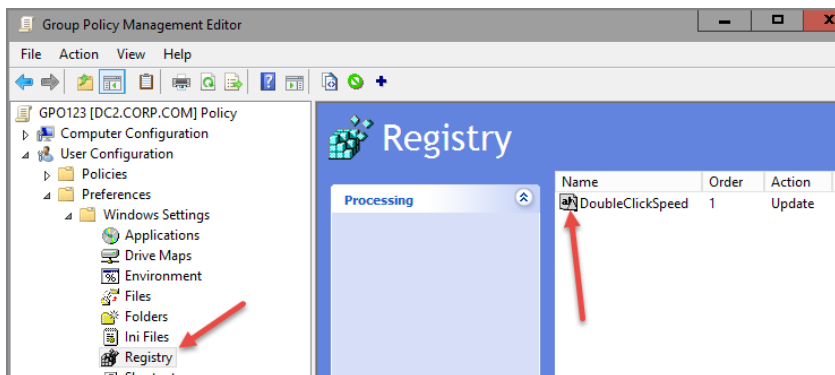 Group Policy Management Editor
File Action View Help
GPO123 [DC2.CORP.COM] Policy
Computer Configuration
User Configuration
Policies
Preferences
Windows Settings
Applications
Drive Maps
Environment
Files
Folders
Ini Files
Registry
Registry
Processing
Name Order Action
DoubleClickSpeed 1 Update